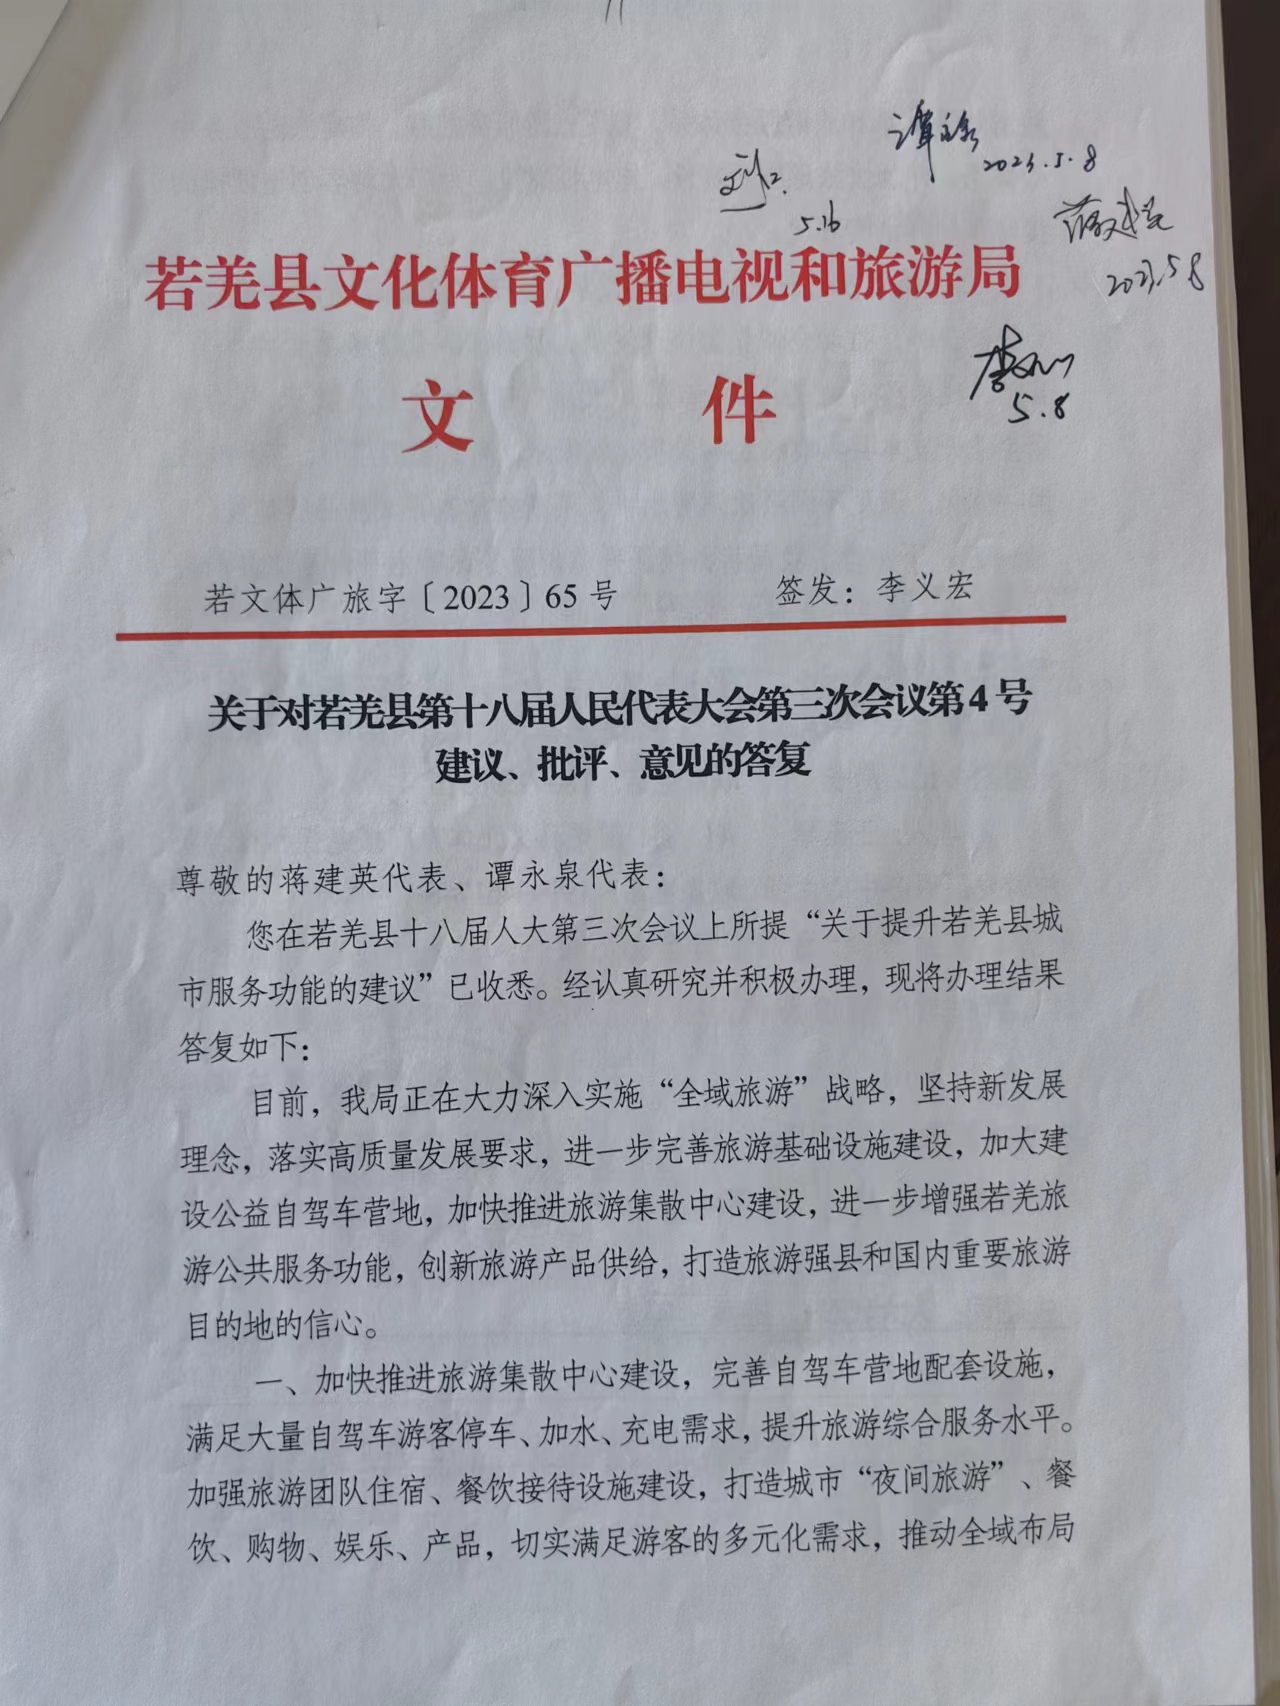 2023.5.8
5.16
2023.5.8
若羌县文化体育广播电视和旅游局
文 件
5.8
若文体广旅字〔2023〕65号 签发：李义宏
关于对若羌县第十八届人民代表大会第三次会议第4号
建议、批评、意见的答复
尊敬的蒋建英代表、谭永泉代表：
您在若羌县十八届人大第三次会议上所提“关于提升若羌县城
市服务功能的建议”已收悉。经认真研究并积极办理，现将办理结果
答复如下：
目前，我局正在大力深入实施“全域旅游”战略，坚持新发展
理念，落实高质量发展要求，进一步完善旅游基础设施建设，加大建
设公益自驾车营地，加快推进旅游集散中心建设，进一步增强若羌旅
游公共服务功能，创新旅游产品供给，打造旅游强县和国内重要旅游
目的地的信心。
一、加快推进旅游集散中心建设，完善自驾车营地配套设施，
满足大量自驾车游客停车、加水、充电需求，提升旅游综合服务水平。
加强旅游团队住宿、餐饮接待设施建设，打造城市“夜间旅游”、餐
饮、购物、娱乐、产品，切实满足游客的多元化需求，推动全域布局